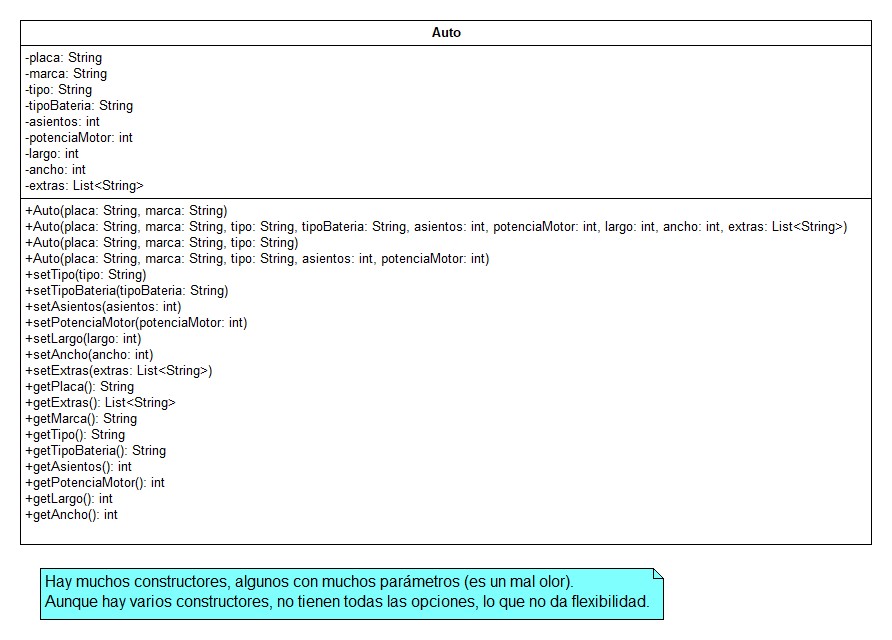 Auto
-placa: String
-marca: String
-tipo: String
-tipoBateria: String
-asientos: int
-potenciaMotor: int
-largo: int
-ancho: int
-extras: List<String>
+Auto(placa: String, marca: String)
+Auto(placa: String, marca: String, tipo: String, tipoBateria: String, asientos: int, potenciaMotor: int, largo: int, ancho: int, extras: List<String>)
+Auto(placa: String, marca: String, tipo: String)
+Auto(placa: String, marca: String, tipo: String, asientos: int, potenciaMotor: int)
+setTipo(tipo: String)
+setTipoBateria(tipoBateria: String)
+setAsientos(asientos: int)
+setPotenciaMotor(potenciaMotor: int)
+setLargo(largo: int)
+setAncho(ancho: int)
+setExtras(extras: List<String>)
+getPlaca(): String
+getExtras(): List<String>
+getMarca(): String
+getTipo(): String
+getTipoBateria(): String
+getAsientos(): int
+getPotenciaMotor(): int
+getLargo(): int
+getAncho(): int
Hay muchos constructores, algunos con muchos parámetros (es un mal olor).
Aunque hay varios constructores, no tienen todas las opciones, lo que no da flexibilidad.